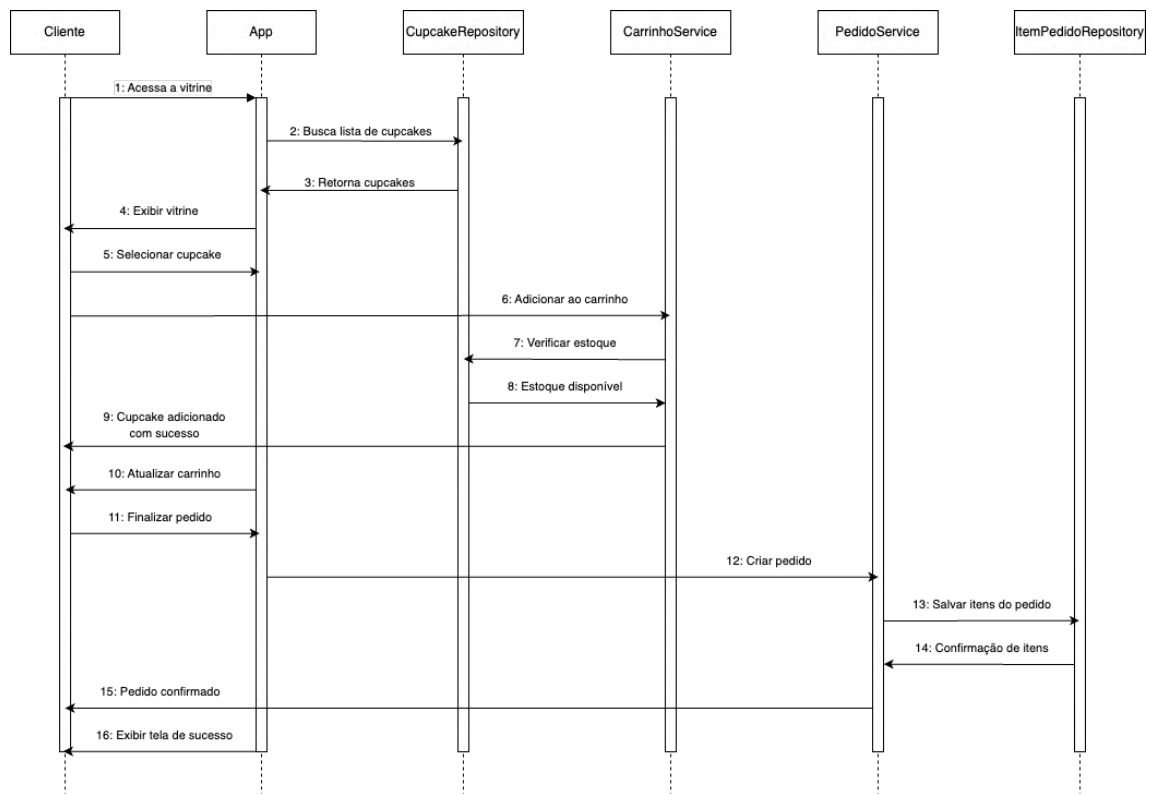 Cliente
App
CupcakeRepository
CarrinhoService
PedidoService
ItemPedidoRepository
1: Acessa a vitrine
2: Busca lista de cupcakes
3: Retorna cupcakes
4: Exibir vitrine
5: Selecionar cupcake
6: Adicionar ao carrinho
7: Verificar estoque
8: Estoque disponível
9: Cupcake adicionado
com sucesso
10: Atualizar carrinho
11: Finalizar pedido
12: Criar pedido
13: Salvar itens do pedido
14: Confirmação de itens
15: Pedido confirmado
16: Exibir tela de sucesso